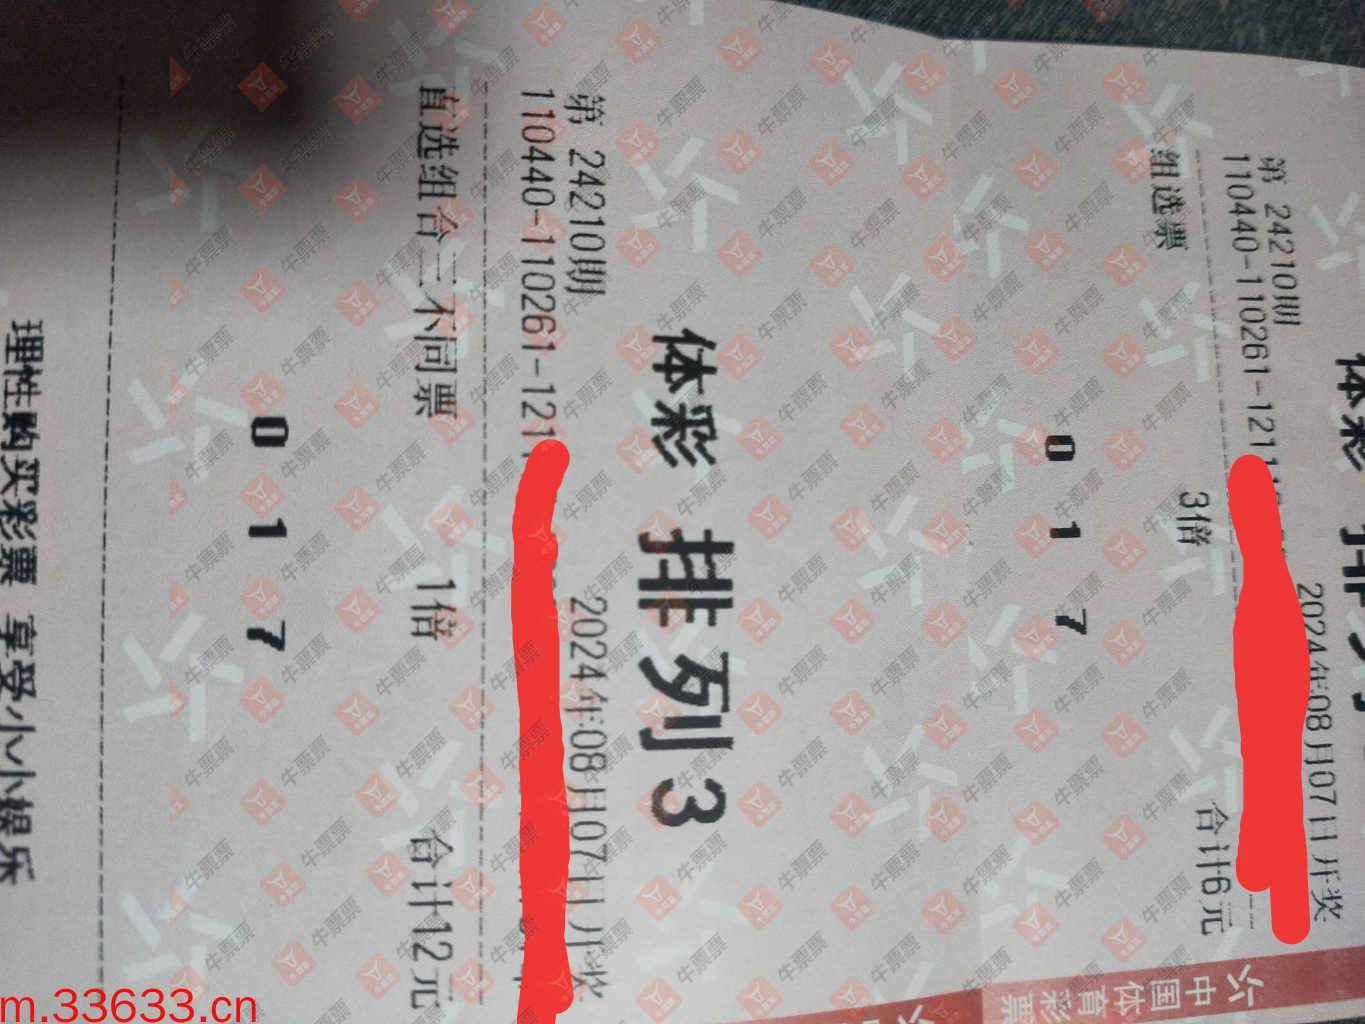 体彩 排列3
第 24210期 2024年08月07日开奖
110440-110261-121
组选票 3倍 合计6元
0 1 7
中国体育彩票
体彩 排列3
第 24210期 2024年08月07日开奖
110440-110261-121
直选组合三不同票 1倍 合计12元
0 1 7
理性购买彩票 享受小小娱乐
牛票票
m.33633.cn